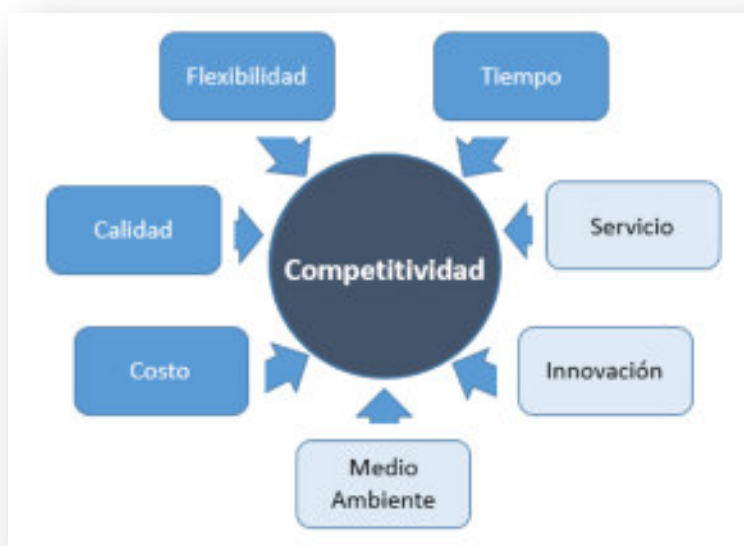 Flexibilidad
Tiempo
Calidad
Servicio
Competitividad
Costo
Innovación
Medio
Ambiente